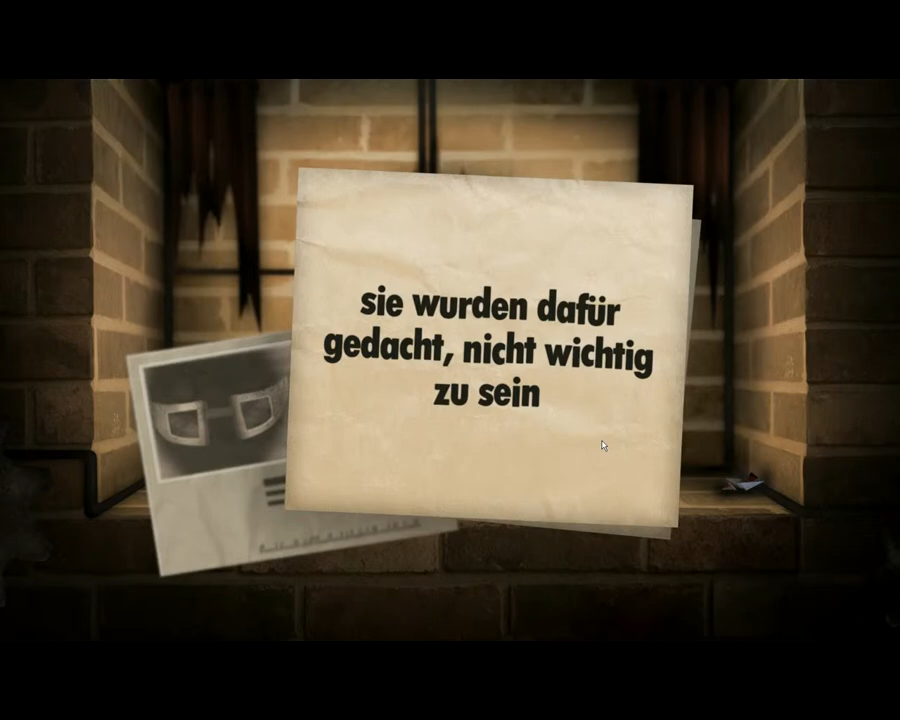 sie wurden dafür
gedacht, nicht wichtig
zu sein